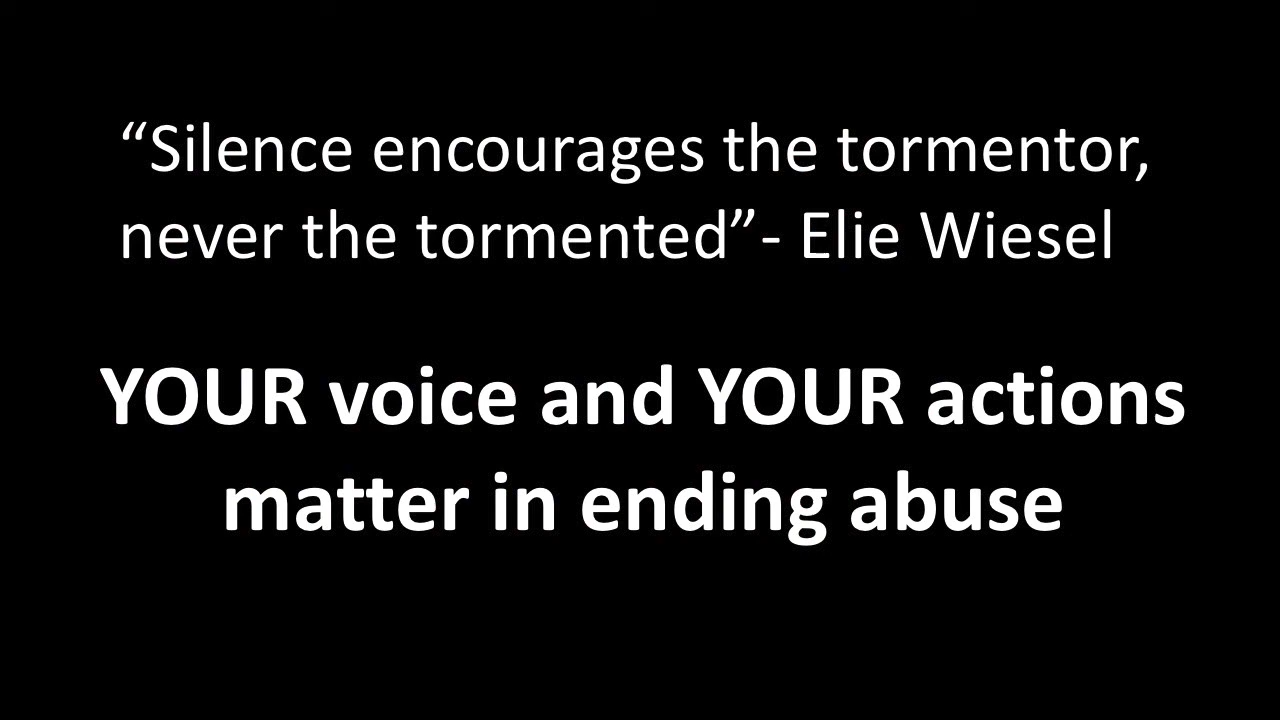 “Silence encourages the tormentor,
never the tormented”- Elie Wiesel
YOUR voice and YOUR actions
matter in ending abuse